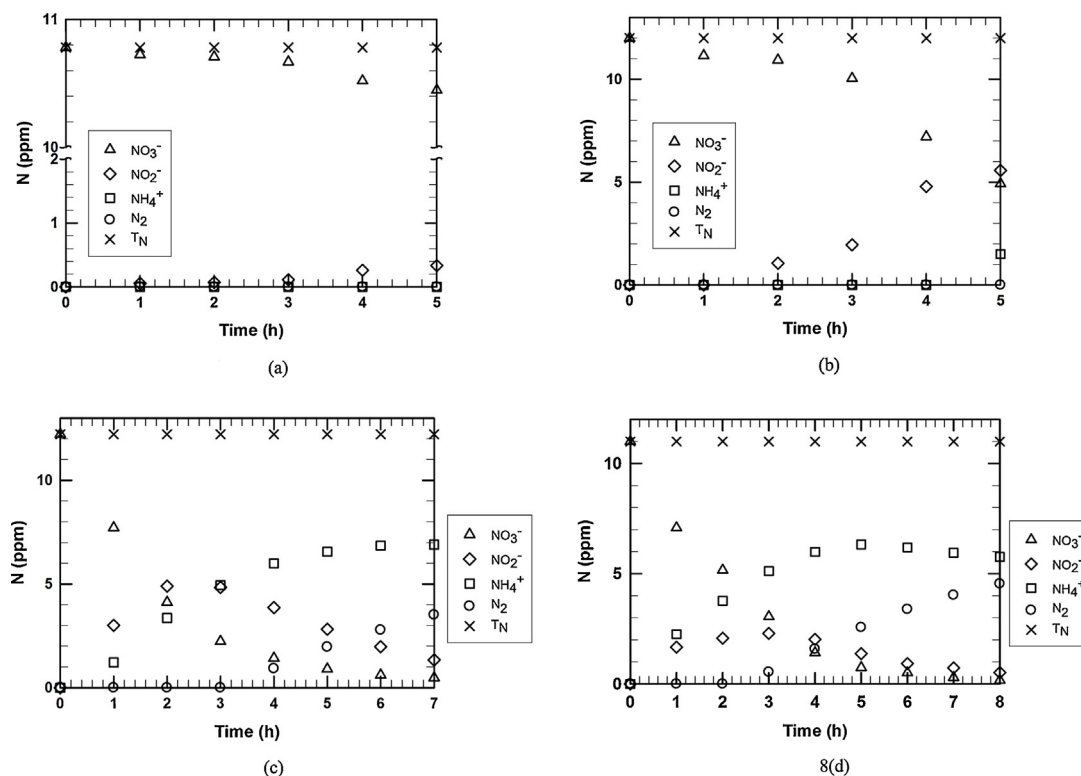 11
10
2
1
0
N (ppm)
NO3-
NO2-
NH4+
N2
TN
0 1 2 3 4 5
Time (h)
(a)
10
5
0
N (ppm)
NO3-
NO2-
NH4+
N2
TN
0 1 2 3 4 5
Time (h)
(b)
10
5
0
N (ppm)
0 1 2 3 4 5 6 7
Time (h)
NO3-
NO2-
NH4+
N2
TN
(c)
10
5
0
N (ppm)
0 1 2 3 4 5 6 7 8
Time (h)
NO3-
NO2-
NH4+
N2
TN
8(d)